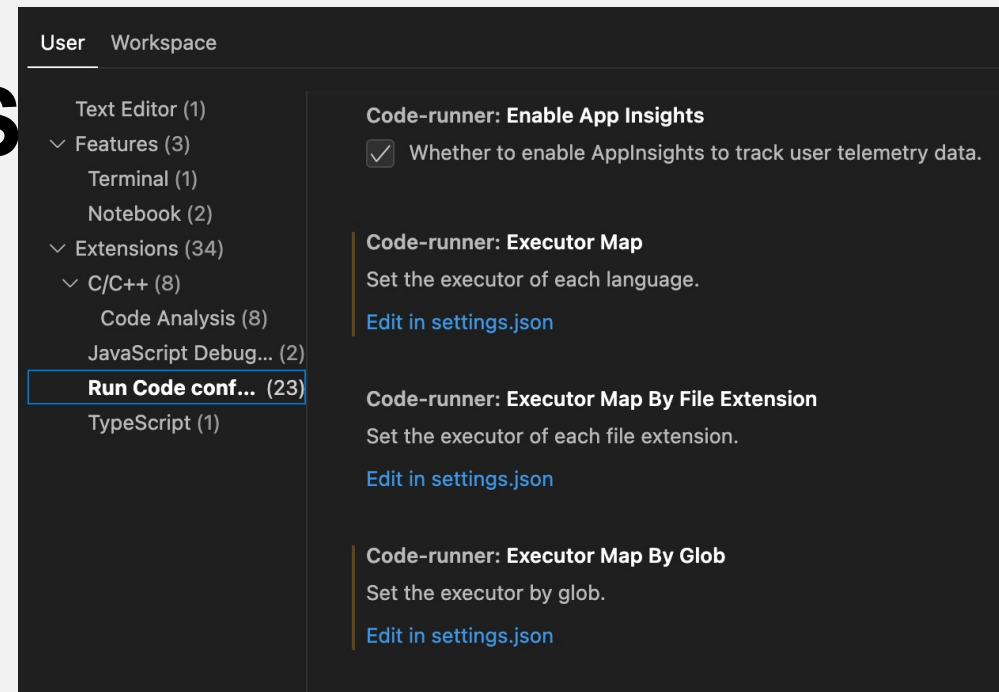 User Workspace
s
Text Editor (1)
Features (3)
Terminal (1)
Notebook (2)
Extensions (34)
C/C++ (8)
Code Analysis (8)
JavaScript Debug... (2)
Run Code conf... (23)
TypeScript (1)
Code-runner: Enable App Insights
Whether to enable AppInsights to track user telemetry data.
Code-runner: Executor Map
Set the executor of each language.
Edit in settings.json
Code-runner: Executor Map By File Extension
Set the executor of each file extension.
Edit in settings.json
Code-runner: Executor Map By Glob
Set the executor by glob.
Edit in settings.json